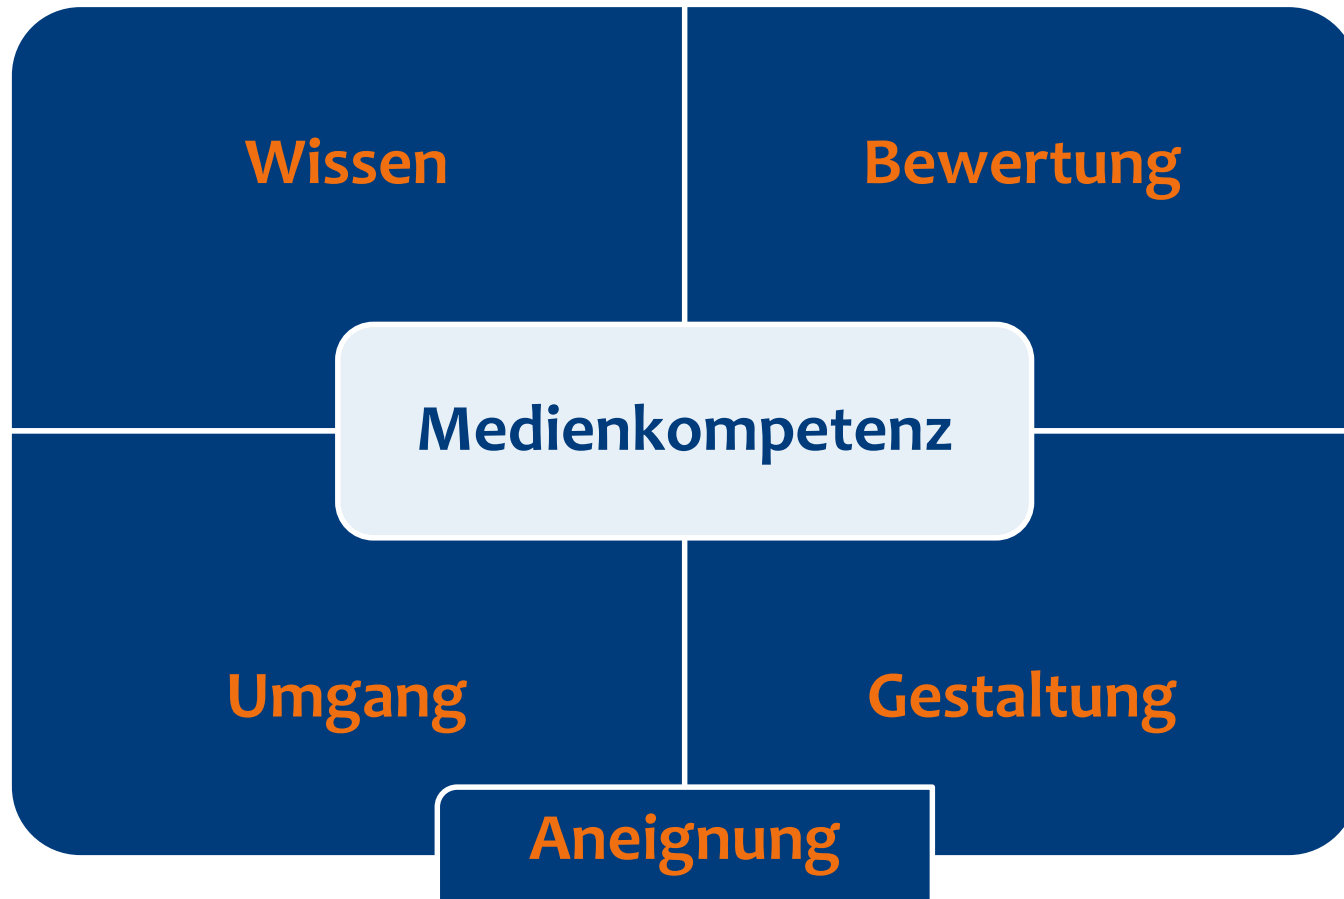 Wissen
Bewertung
Medienkompetenz
Umgang
Gestaltung
Aneignung